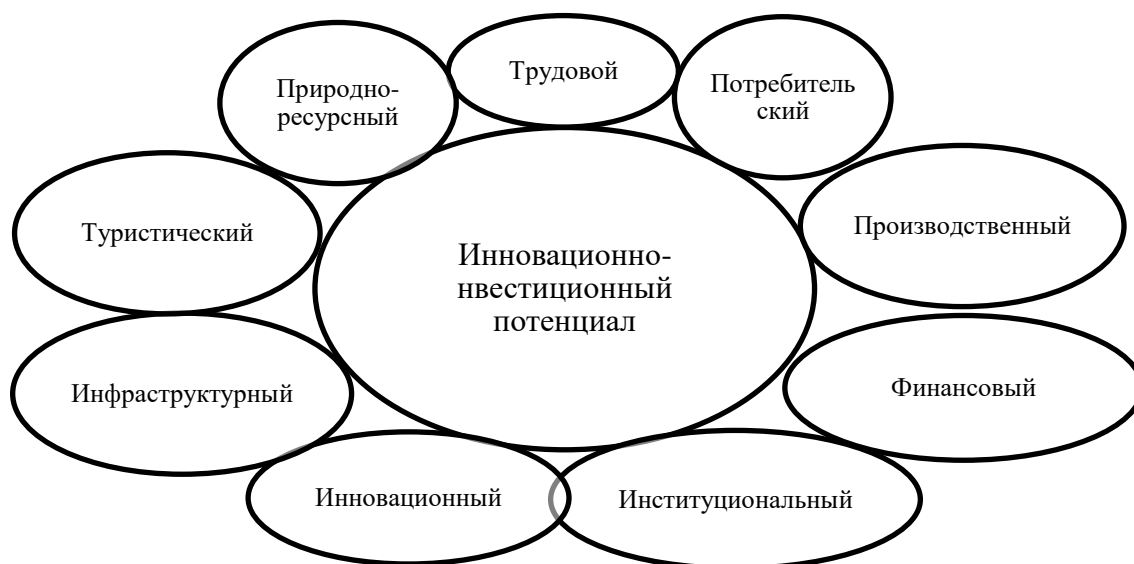 Трудовой
Природно-
ресурсный
Потребитель
ский
Туристический
Производственный
Инновационно-
нвестиционный
потенциал
Инфраструктурный
Финансовый
Инновационный
Институциональный